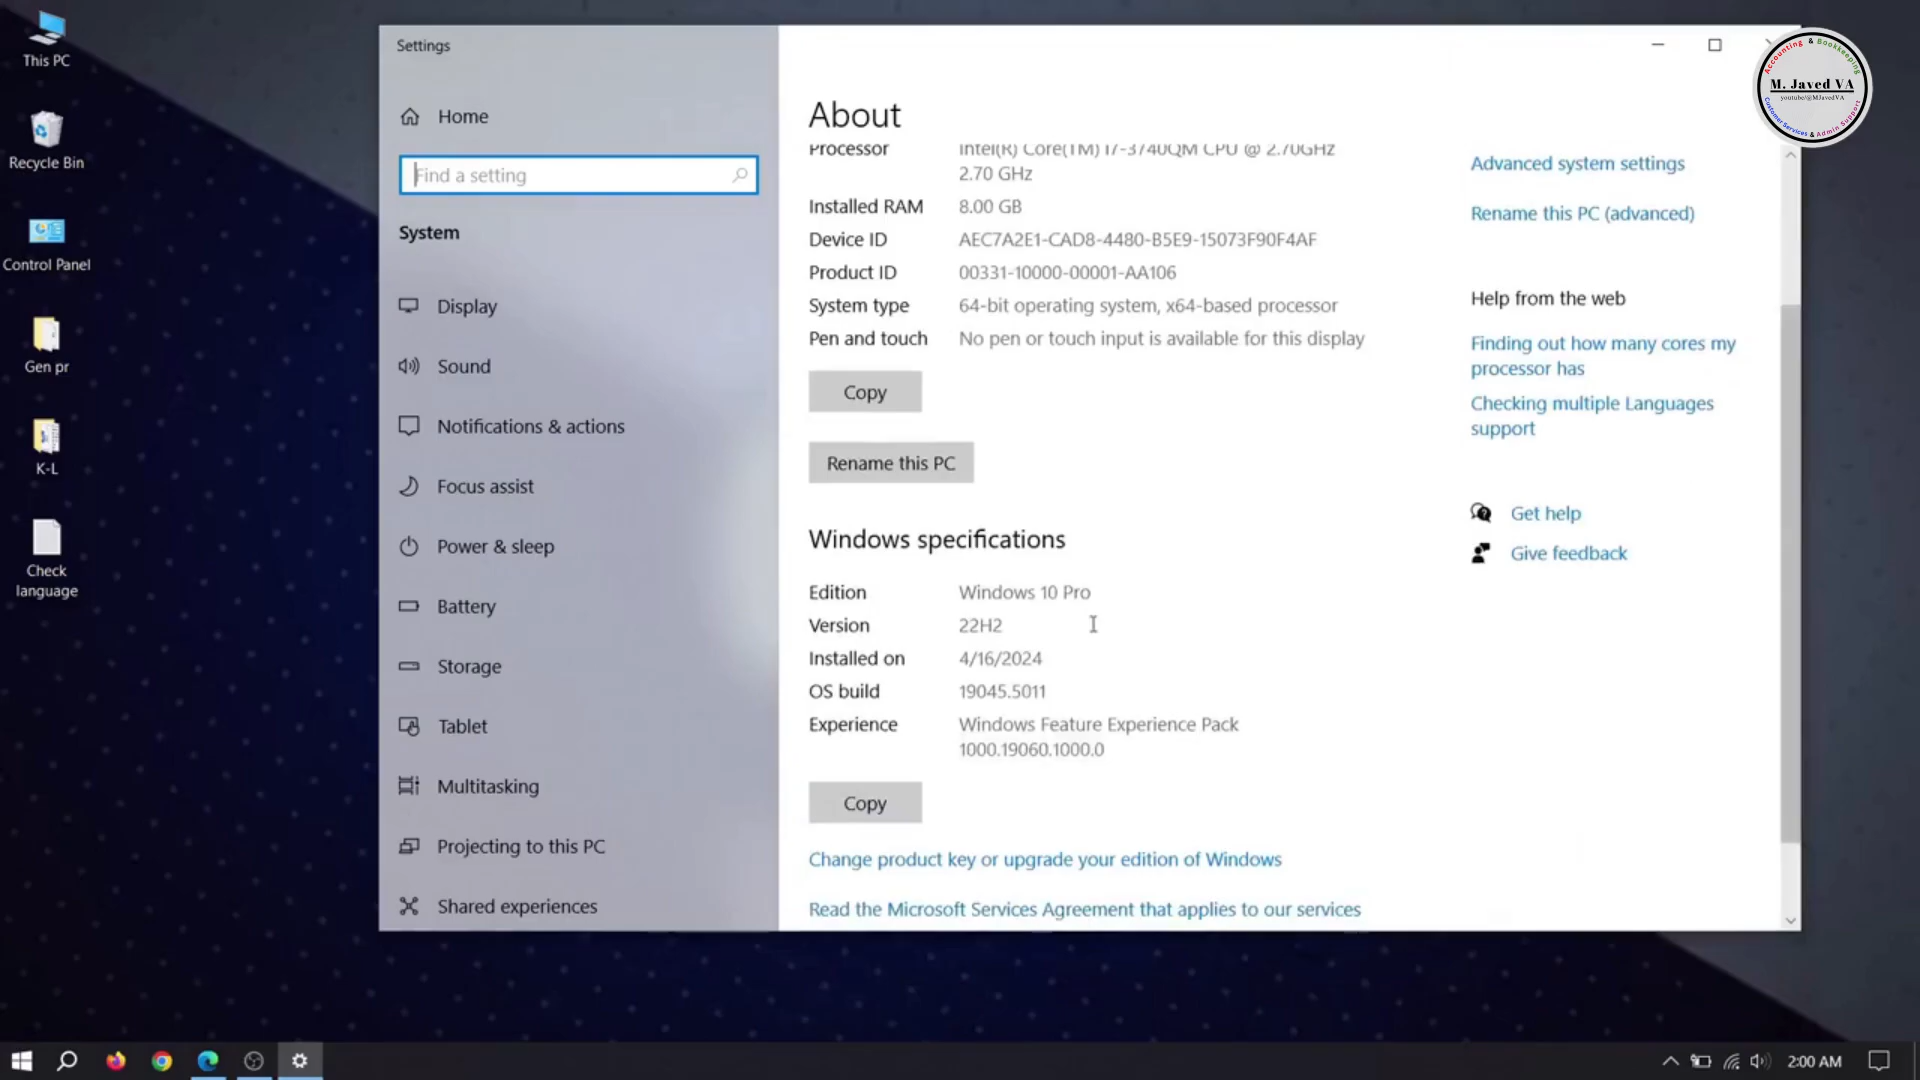 This PC
Recycle Bin
Control Panel
Gen pr
K-L
Check
language
Settings
Home
Find a setting
System
Display
Sound
Notifications & actions
Focus assist
Power & sleep
Battery
Storage
Tablet
Multitasking
Projecting to this PC
Shared experiences
About
Processor Intel(R) Core(TM) i7-3740QM CPU @ 2.70GHz
2.70 GHz
Installed RAM 8.00 GB
Device ID AEC7A2E1-CAD8-4480-B5E9-15073F90F4AF
Product ID 00331-10000-00001-AA106
System type 64-bit operating system, x64-based processor
Pen and touch No pen or touch input is available for this display
Copy
Rename this PC
Windows specifications
Edition Windows 10 Pro
Version 22H2
Installed on 4/16/2024
OS build 19045.5011
Experience Windows Feature Experience Pack
1000.19060.1000.0
Copy
Change product key or upgrade your edition of Windows
Read the Microsoft Services Agreement that applies to our services
Advanced system settings
Rename this PC (advanced)
Help from the web
Finding out how many cores my
processor has
Checking multiple Languages
support
Get help
Give feedback
Accounting & Bookkeeping
M. Javed VA
youtube/@MJavedVA
Customer Services & Admin Support
2:00 AM